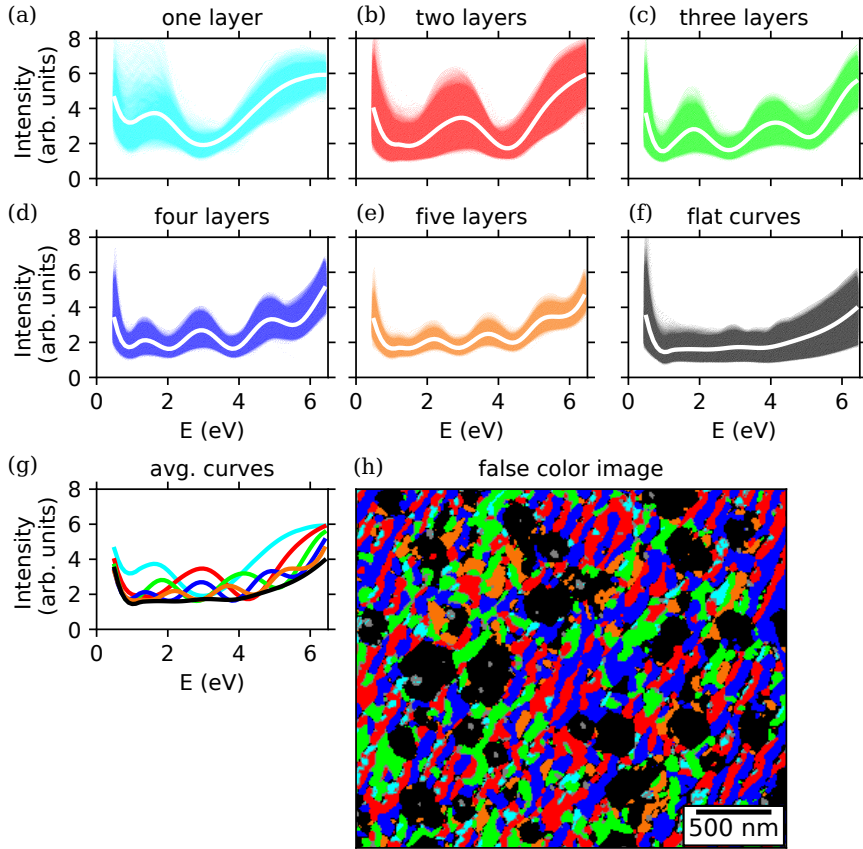 (a) one layer
(b) two layers
(c) three layers
Intensity
(arb. units)
8
6
4
2
0
(d) four layers
(e) five layers
(f) flat curves
Intensity
(arb. units)
8
6
4
2
0
0 2 4 6
0 2 4 6
0 2 4 6
E (eV)
E (eV)
E (eV)
(g) avg. curves
(h) false color image
Intensity
(arb. units)
8
6
4
2
0
0 2 4 6
E (eV)
500 nm